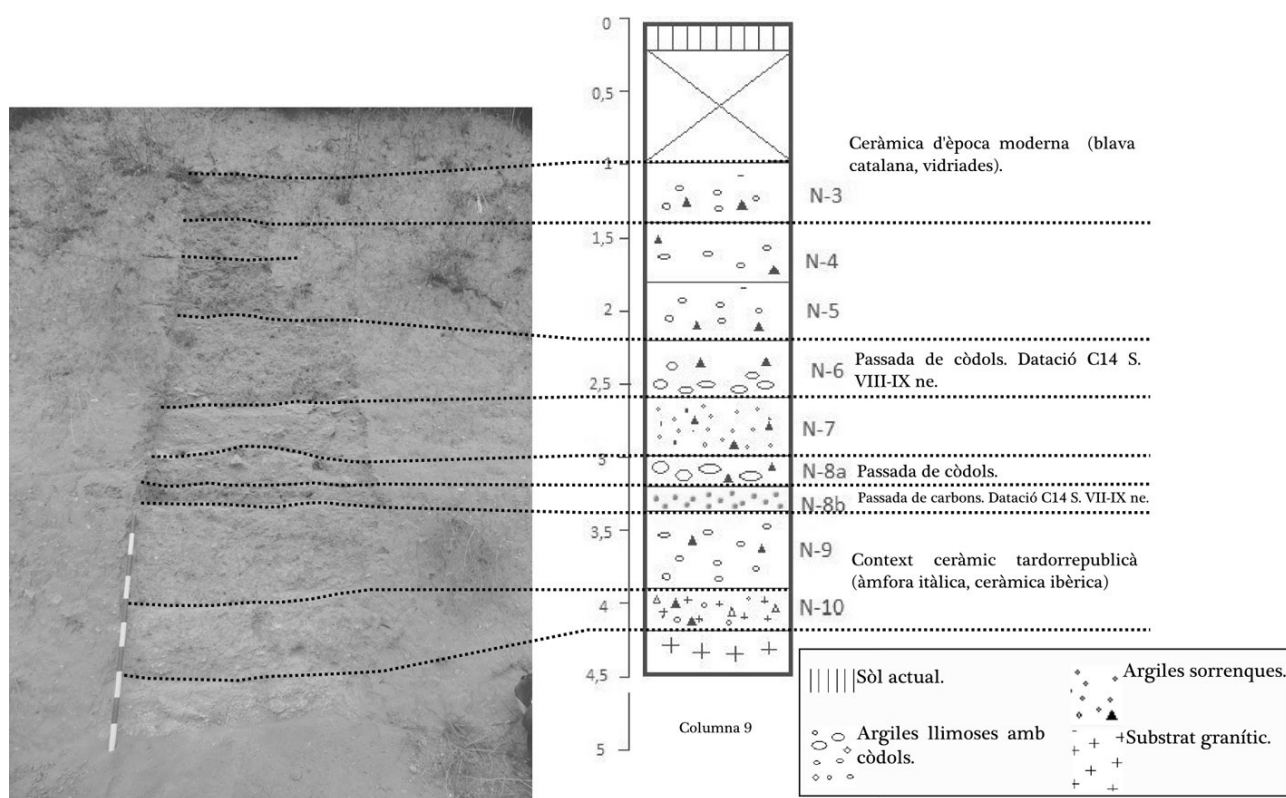 0
0,5
1
1,5
2
2,5
3
3,5
4
4,5
5
Ceràmica d'època moderna (blava
catalana, vidriades).
N-3
N-4
N-5
N-6
Passada de còdols. Datació C14 S.
VIII-IX ne.
N-7
N-8a
Passada de còdols.
N-8b
Passada de carbons. Datació C14 S. VII-IX ne.
N-9
Context ceràmic tardorrepublicà
(àmfora itàlica, ceràmica ibèrica)
N-10
Columna 9
Sòl actual.
Argiles sorrenques.
Argiles llimoses amb
còdols.
Substrat granític.